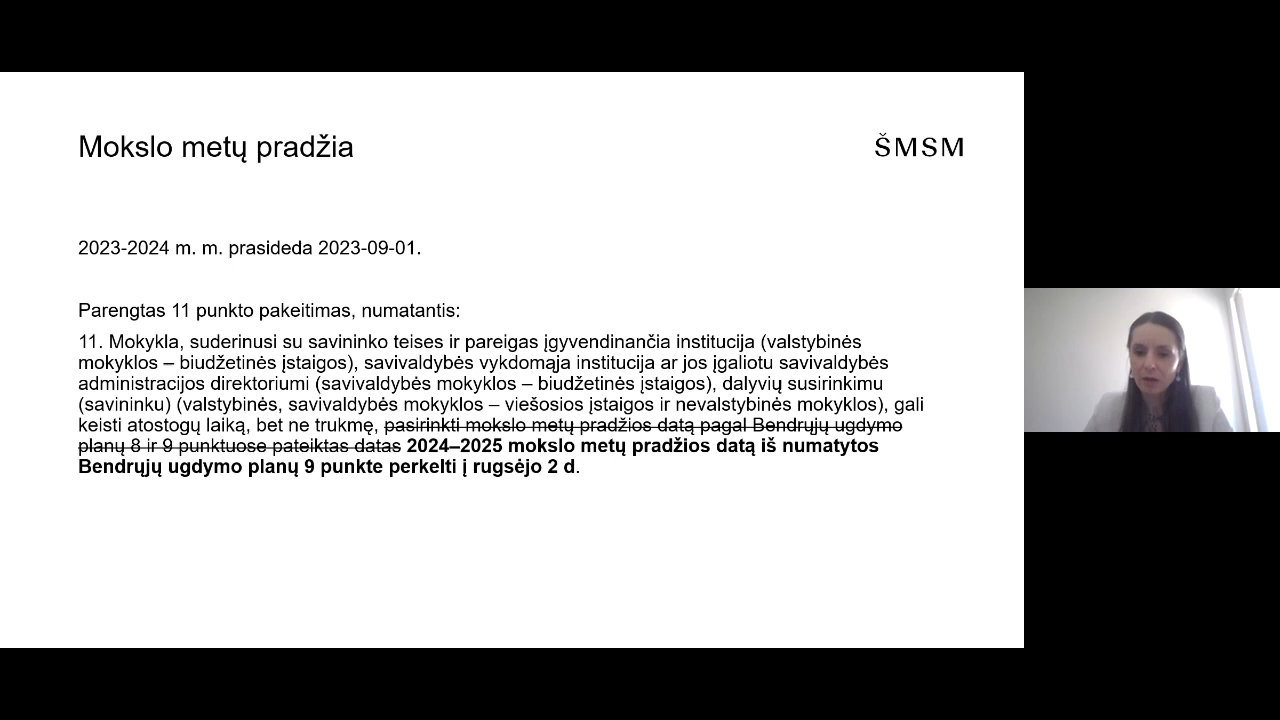 Mokslo metų pradžia
ŠMSM
2023-2024 m. m. prasideda 2023-09-01.
Parengtas 11 punkto pakeitimas, numatantis:
11. Mokykla, suderinusi su savininko teises ir pareigas įgyvendinančia institucija (valstybinės
mokyklos – biudžetinės įstaigos), savivaldybės vykdomąja institucija ar jos įgaliotu savivaldybės
administracijos direktoriumi (savivaldybės mokyklos – biudžetinės įstaigos), dalyvių susirinkimu
(savininku) (valstybinės, savivaldybės mokyklos – viešosios įstaigos ir nevalstybinės mokyklos), gali
keisti atostogų laiką, bet ne trukmę, pasirinkti mokslo metų pradžios datą pagal Bendrųjų ugdymo
planų 8 ir 9 punktuose pateiktas datas 2024–2025 mokslo metų pradžios datą iš numatytos
Bendrųjų ugdymo planų 9 punkte perkelti į rugsėjo 2 d.